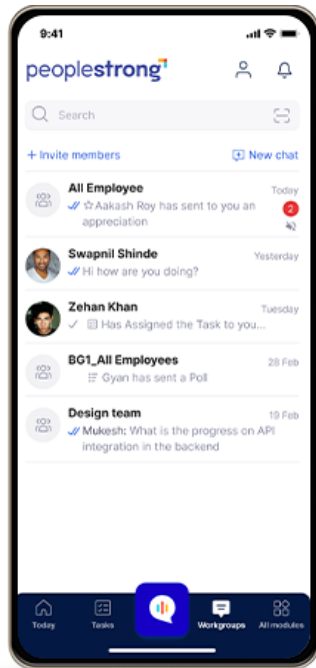 9:41
peoplestrong
Search
+ Invite members
New chat
All Employee
Today
Aakash Roy has sent to you an
2
appreciation
Swapnil Shinde
Yesterday
Hi how are you doing?
Zehan Khan
Tuesday
Has Assigned the Task to you...
BG1_All Employees
28 Feb
Gyan has sent a Poll
Design team
19 Feb
Mukesh: What is the progress on API
integration in the backend
Today
Tasks
Workgroups
All modules